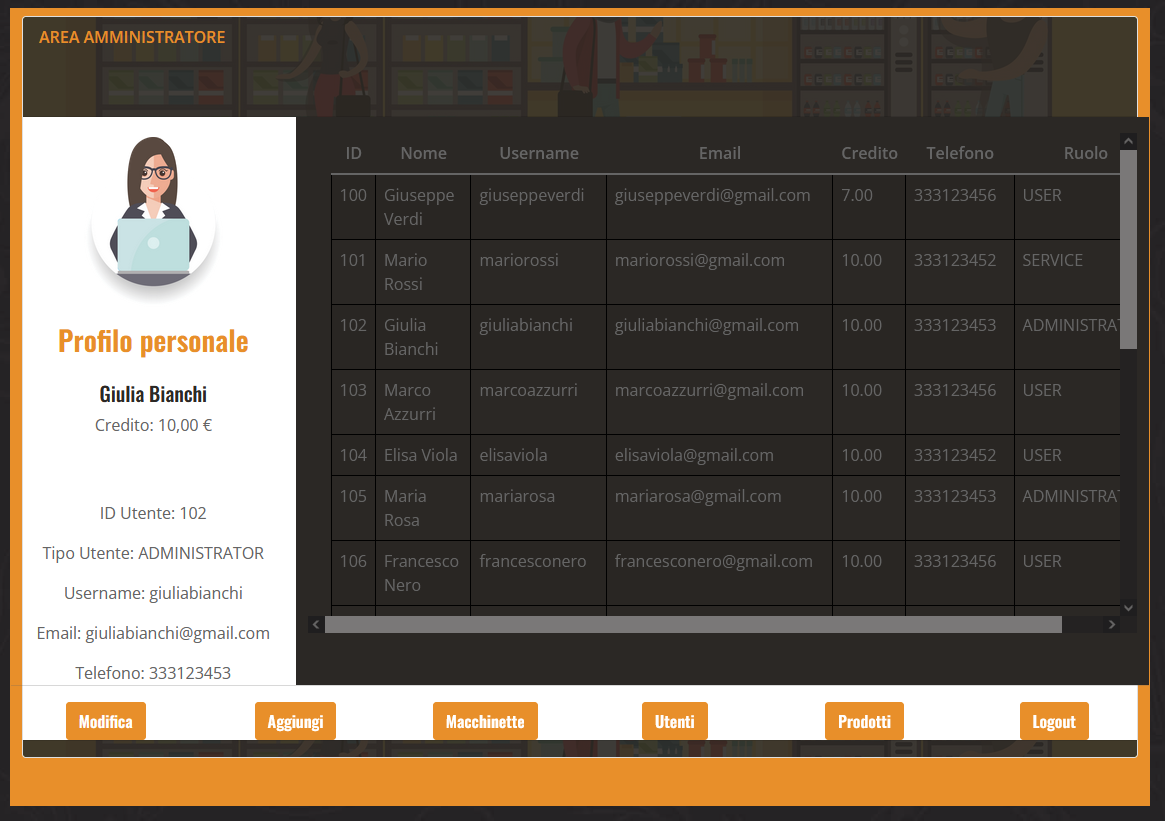 AREA AMMINISTRATORE
Profilo personale
Giulia Bianchi
Credito: 10,00 €
ID Utente: 102
Tipo Utente: ADMINISTRATOR
Username: giuliabianchi
Email: giuliabianchi@gmail.com
Telefono: 333123453
ID Nome Username Email Credito Telefono Ruolo
100 Giuseppe giuseppeverdi giuseppeverdi@gmail.com 7.00 333123456 USER
Verdi
101 Mario mariorossi mariorossi@gmail.com 10.00 333123452 SERVICE
Rossi
102 Giulia giuliabianchi giuliabianchi@gmail.com 10.00 333123453 ADMINISTRAT
Bianchi
103 Marco marcoazzurri marcoazzurri@gmail.com 10.00 333123456 USER
Azzurri
104 Elisa Viola elisaviola elisaviola@gmail.com 10.00 333123452 USER
105 Maria mariarosa mariarosa@gmail.com 10.00 333123453 ADMINISTRAT
Rosa
106 Francesco francesconero francesconero@gmail.com 10.00 333123456 USER
Nero
Modifica Aggiungi Macchinette Utenti Prodotti Logout